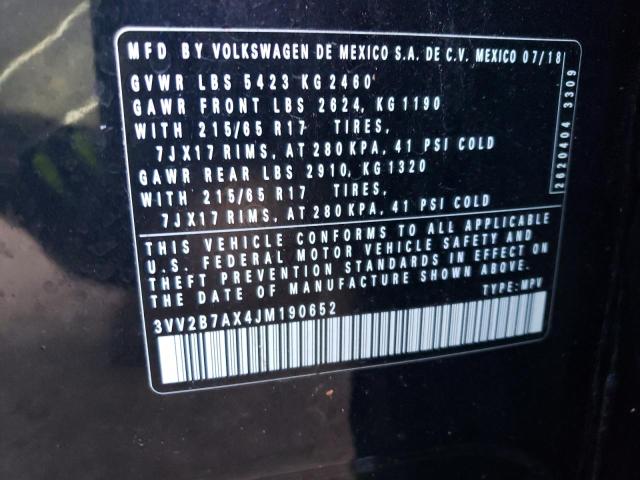 MFD BY VOLKSWAGEN DE MEXICO S.A. DE C.V. MEXICO 07/18
GVWR LBS 5423 KG 2460
GAWR FRONT LBS 2624, KG 1190
WITH 215/65 R17 TIRES,
7JX17 RIMS, AT 280 KPA, 41 PSI COLD
GAWR REAR LBS 2910, KG 1320
WITH 215/65 R17 TIRES,
7JX17 RIMS, AT 280 KPA, 41 PSI COLD
THIS VEHICLE CONFORMS TO ALL APPLICABLE
U.S. FEDERAL MOTOR VEHICLE SAFETY AND
THEFT PREVENTION STANDARDS IN EFFECT ON
THE DATE OF MANUFACTURE SHOWN ABOVE.
TYPE: MPV
3VV2B7AX4JM190652
2020404 3309